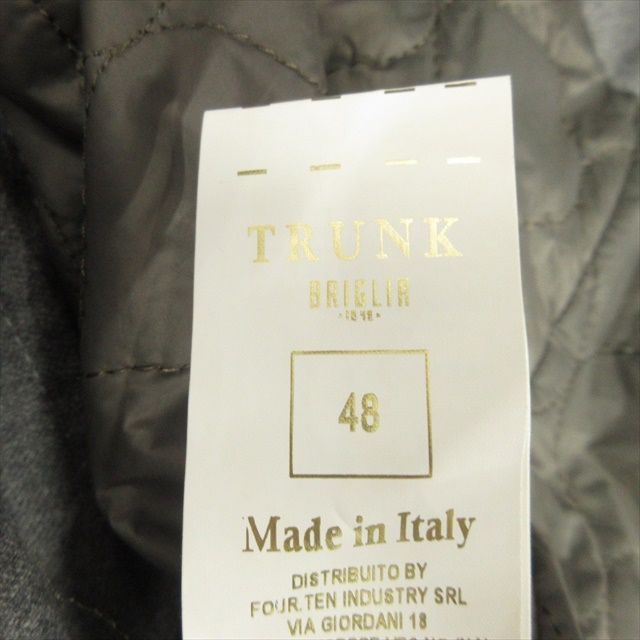 TRUNK
BRIGLIA
48
Made in Italy
DISTRIBUITO BY
FOUR.TEN INDUSTRY SRL
VIA GIORDANI 18